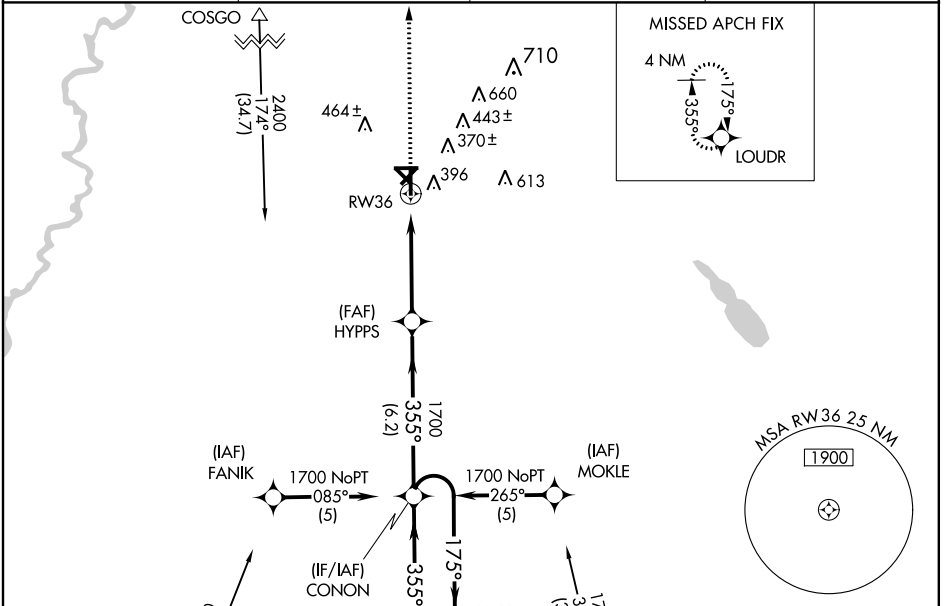 COSGO
2400
174°
(34.7)
464±
710
660
443±
370±
396
613
RW36
MISSED APCH FIX
4 NM
355°
175°
LOUDR
(FAF)
HYPPS
1700
355°
(6.2)
(IAF)
FANIK
1700 NoPT
085°
(5)
1700 NoPT
265°
(5)
(IAF)
MOKLE
(IF/IAF)
CONON
355°
175°
MSA RW36 25 NM
1900